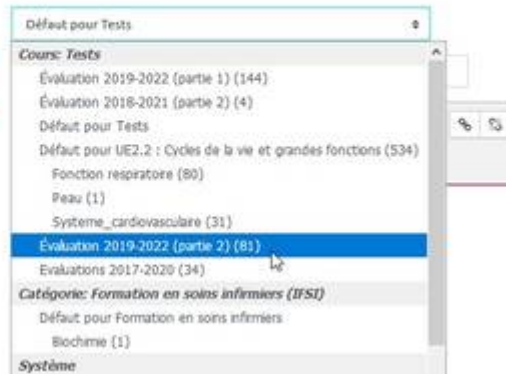 Défaut pour Tests
Cours: Tests
Évaluation 2019-2022 (partie 1) (144)
Évaluation 2018-2021 (partie 2) (4)
Défaut pour Tests
Défaut pour UE2.2 : Cycles de la vie et grandes fonctions (534)
Fonction respiratoire (80)
Peau (1)
Systeme_cardiovasculaire (31)
Évaluation 2019-2022 (partie 2) (81)
Evaluations 2017-2020 (34)
Catégorie: Formation en soins infirmiers (IFSI)
Défaut pour Formation en soins infirmiers
Biochimie (1)
Système